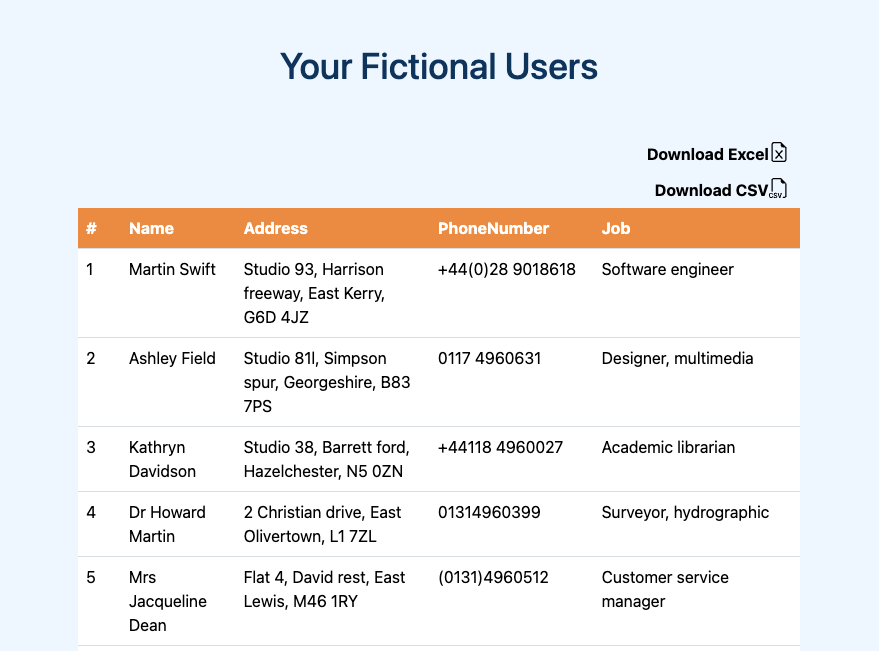 Your Fictional Users
Download Excel
Download CSV
CSV
# Name Address PhoneNumber Job
1 Martin Swift Studio 93, Harrison +44(0)28 9018618 Software engineer
freeway, East Kerry,
G6D 4JZ
2 Ashley Field Studio 81l, Simpson 0117 4960631 Designer, multimedia
spur, Georgeshire, B83
7PS
3 Kathryn Studio 38, Barrett ford, +44118 4960027 Academic librarian
Davidson Hazelchester, N5 0ZN
4 Dr Howard 2 Christian drive, East 01314960399 Surveyor, hydrographic
Martin Olivertown, L1 7ZL
5 Mrs Flat 4, David rest, East (0131)4960512 Customer service
Jacqueline Lewis, M46 1RY manager
Dean